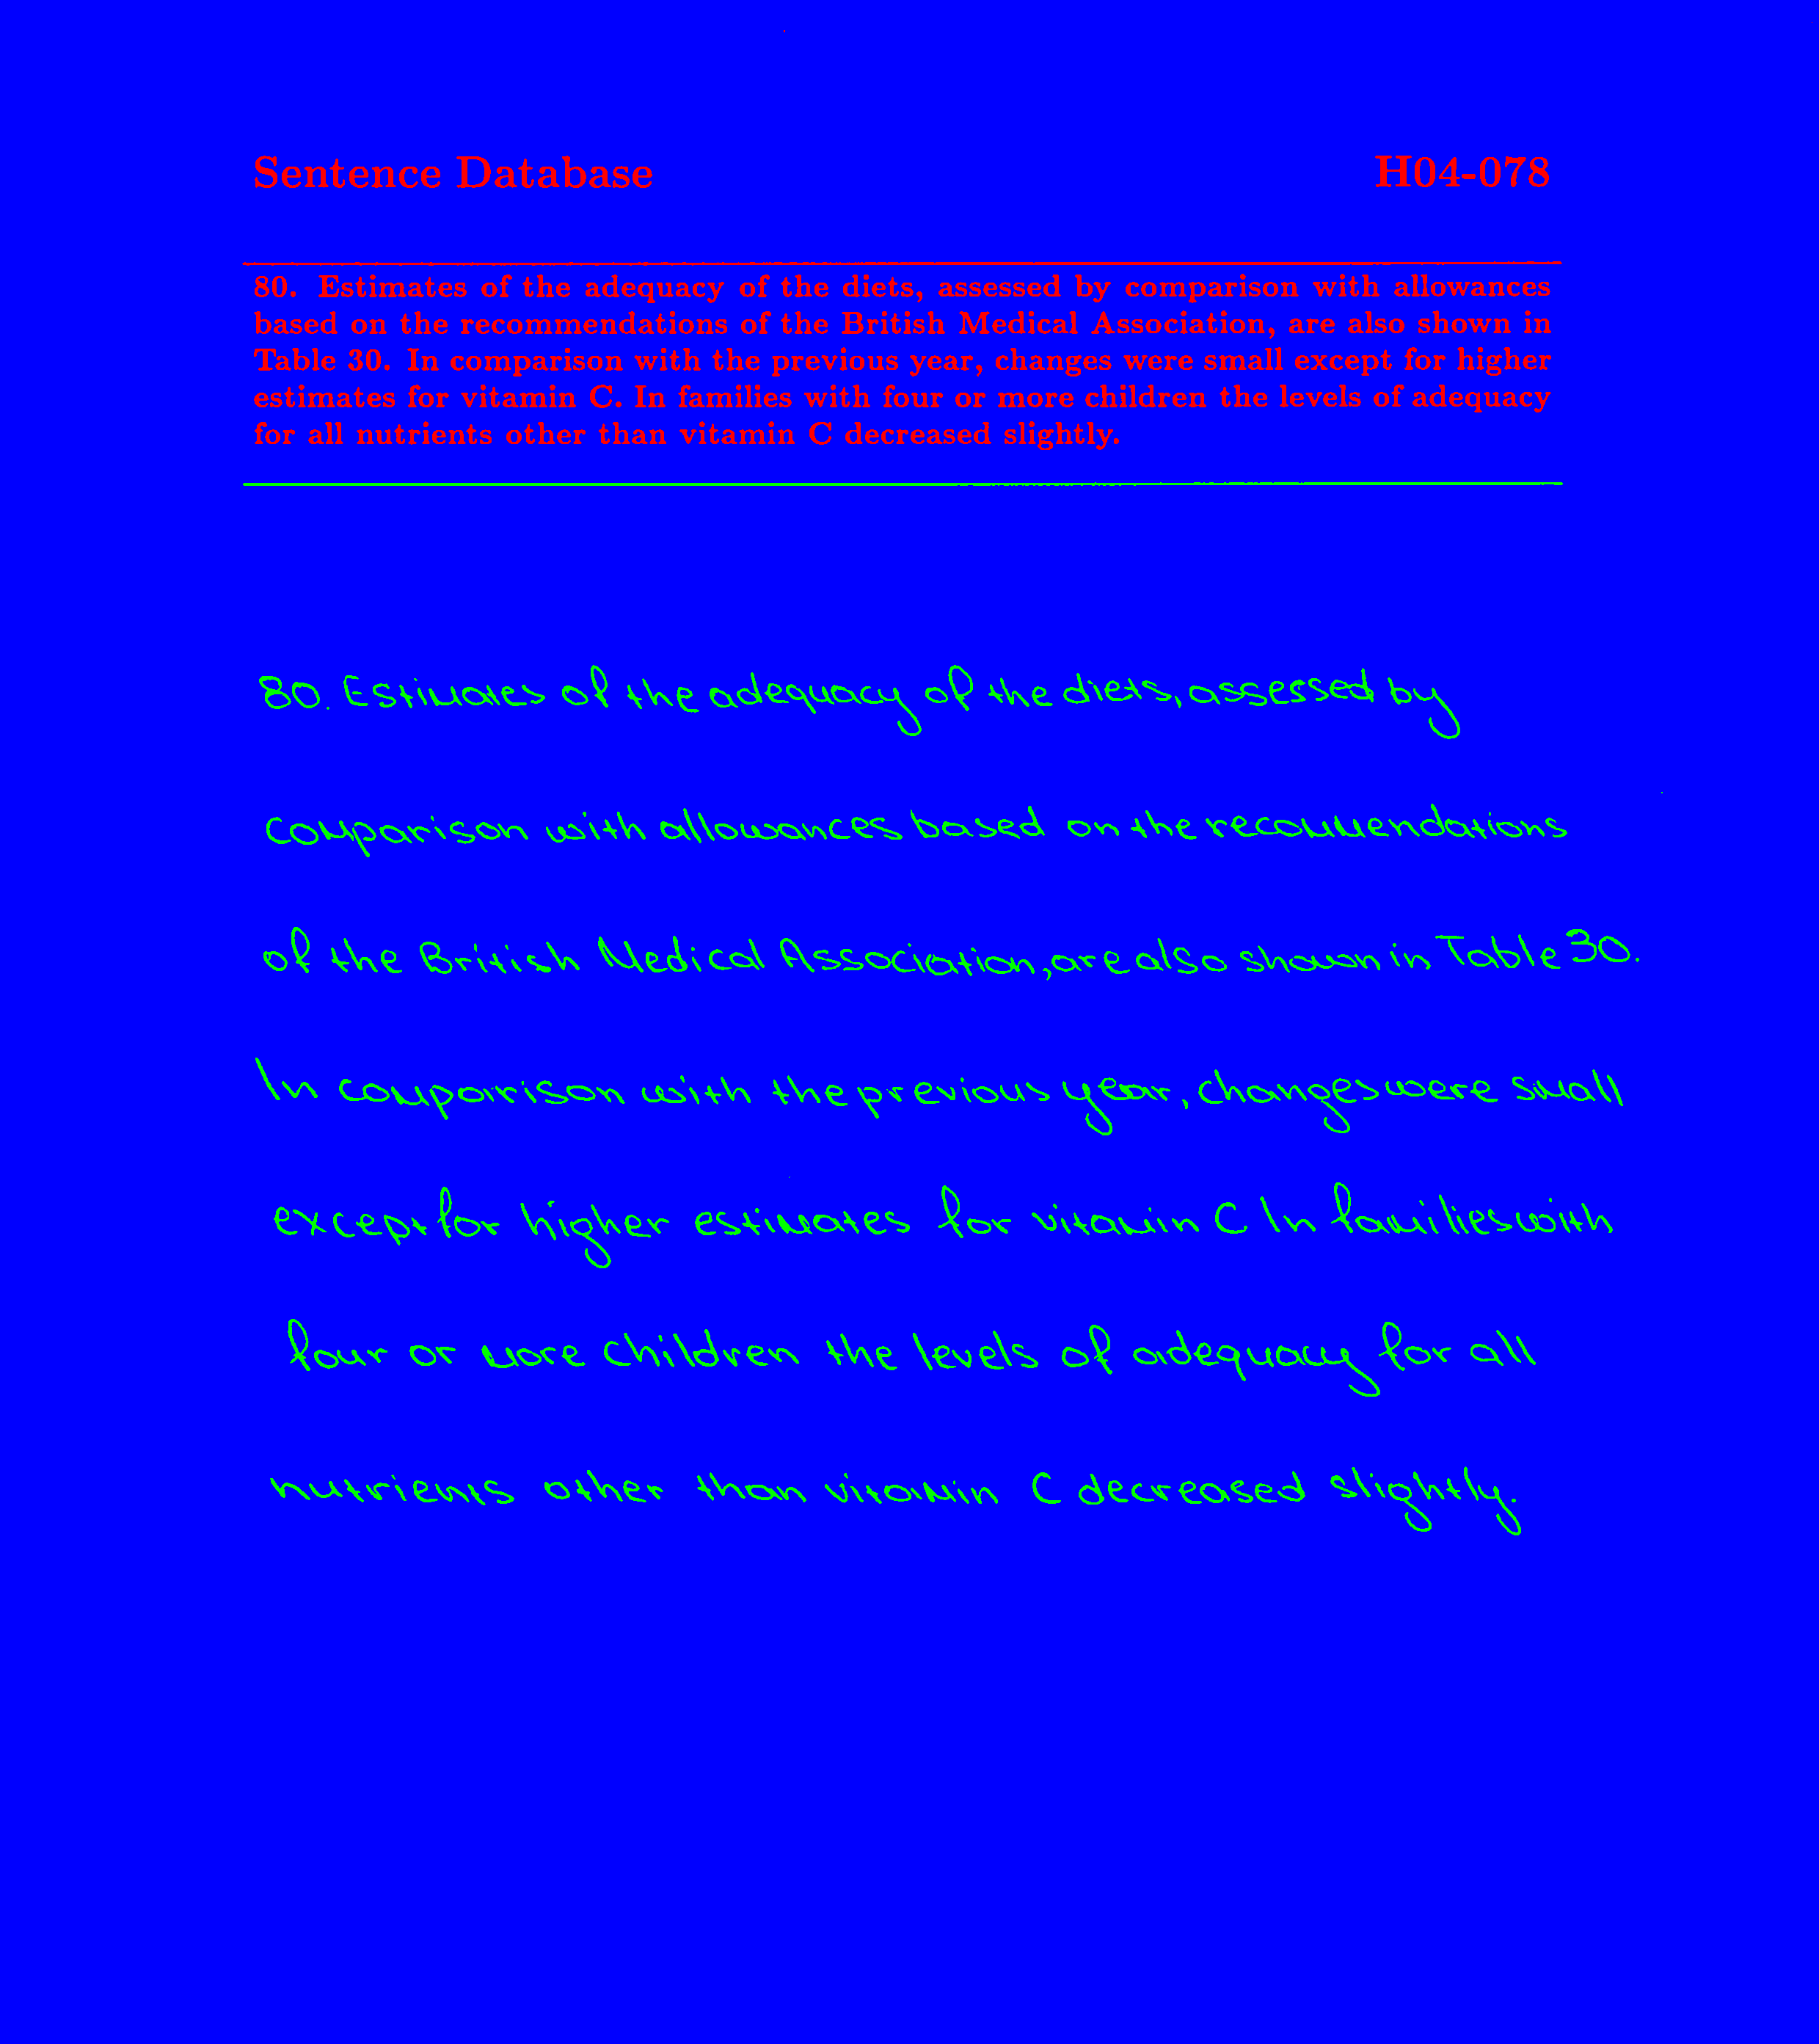 Sentence Database H04-078
80. Estimates of the adequacy of the diets, assessed by comparison with allowances
based on the recommendations of the British Medical Association, are also shown in
Table 30. In comparison with the previous year, changes were small except for higher
estimates for vitamin C. In families with four or more children the levels of adequacy
for all nutrients other than vitamin C decreased slightly.
80. Estimates of the adequacy of the diets, assessed by
comparison with allowances based on the recommendations
of the British Medical Association, are also shown in Table 30.
In comparison with the previous year, changes were small
except for higher estimates for vitamin C In families with
four or more children the levels of adequacy for all
nutrients other than vitamin C decreased slightly.